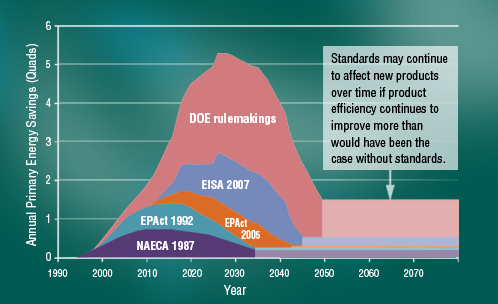 Annual Primary Energy Savings (Quads)
6
5
4
3
2
1
0
Standards may continue
to affect new products
over time if product
efficiency continues to
improve more than
would have been the
case without standards.
DOE rulemakings
EISA 2007
EPAct 1992
EPAct
2005
NAECA 1987
1990 2000 2010 2020 2030 2040 2050 2060 2070
Year